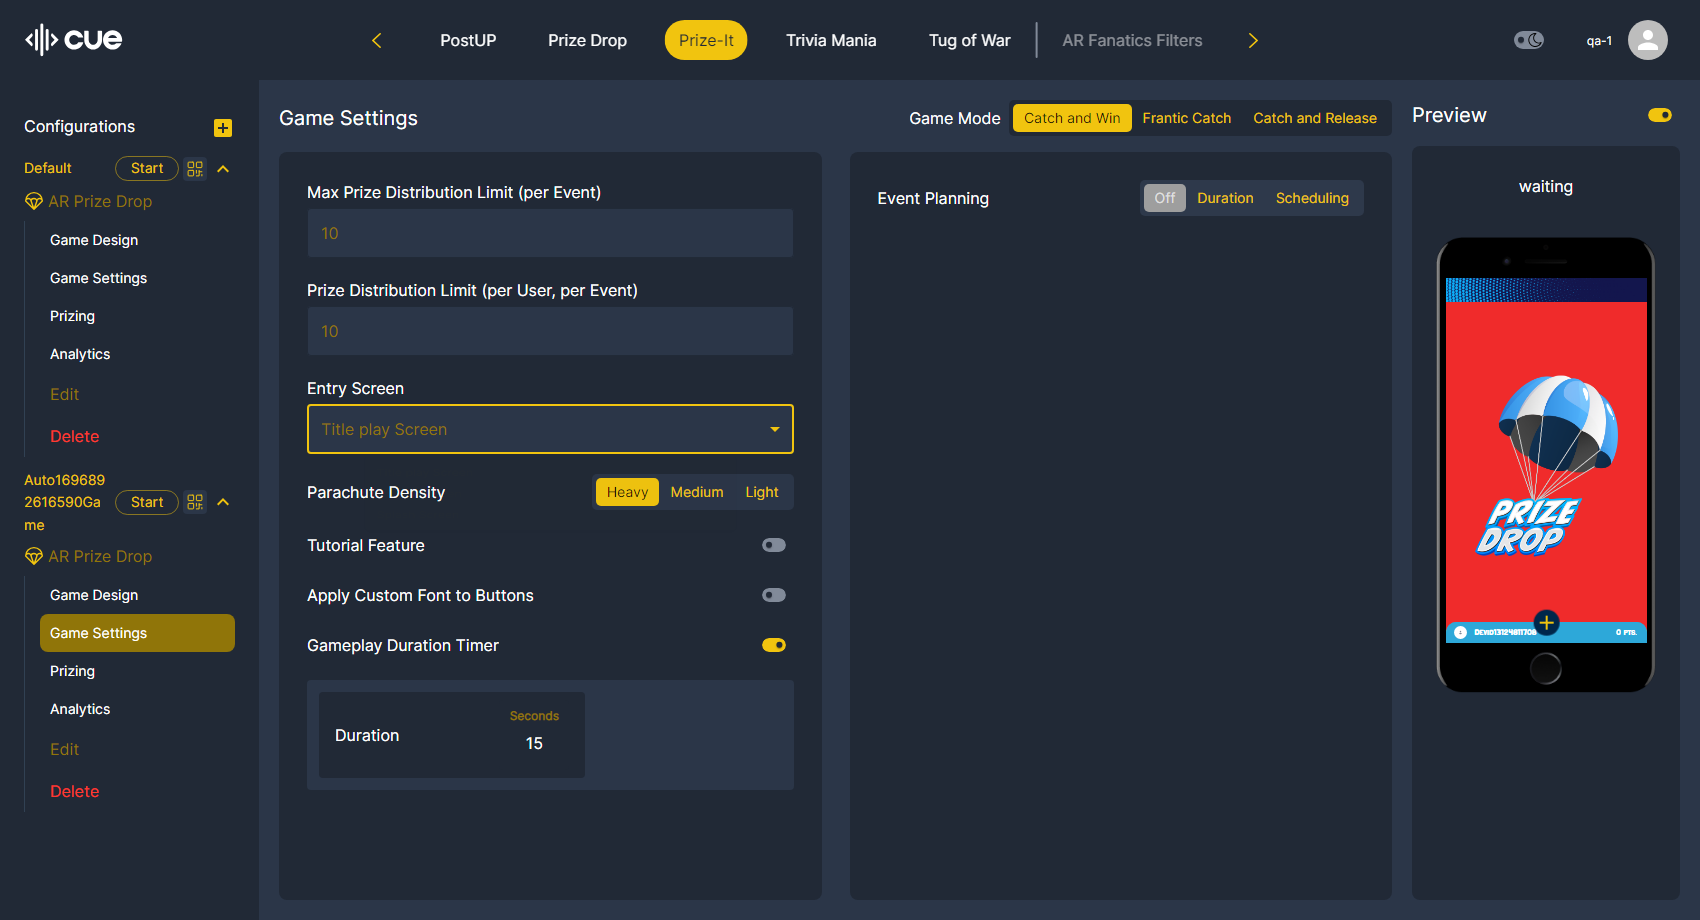 cue
PostUP
Prize Drop
Prize-It
Trivia Mania
Tug of War
AR Fanatics Filters
qa-1
Configurations
Default
Start
AR Prize Drop
Game Design
Game Settings
Prizing
Analytics
Edit
Delete
Auto169689
2616590Ga
me
Start
AR Prize Drop
Game Design
Game Settings
Prizing
Analytics
Edit
Delete
Game Settings
Game Mode
Catch and Win
Frantic Catch
Catch and Release
Max Prize Distribution Limit (per Event)
10
Prize Distribution Limit (per User, per Event)
10
Entry Screen
Title play Screen
Parachute Density
Heavy
Medium
Light
Tutorial Feature
Apply Custom Font to Buttons
Gameplay Duration Timer
Duration
Seconds
15
Event Planning
Off
Duration
Scheduling
Preview
waiting
PRIZE
DROP
0 PTS.